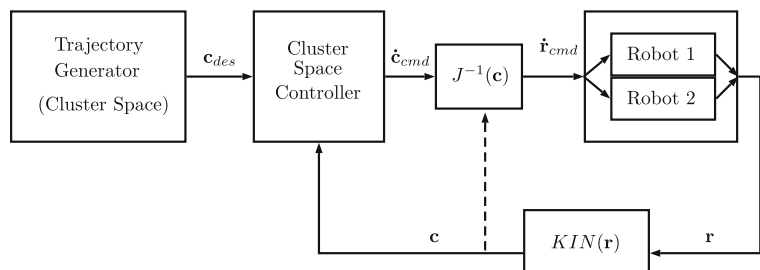 Trajectory
Generator
(Cluster Space)
c_des
Cluster
Space
Controller
ċ_cmd
J⁻¹(c)
ṙ_cmd
Robot 1
Robot 2
c
KIN(r)
r